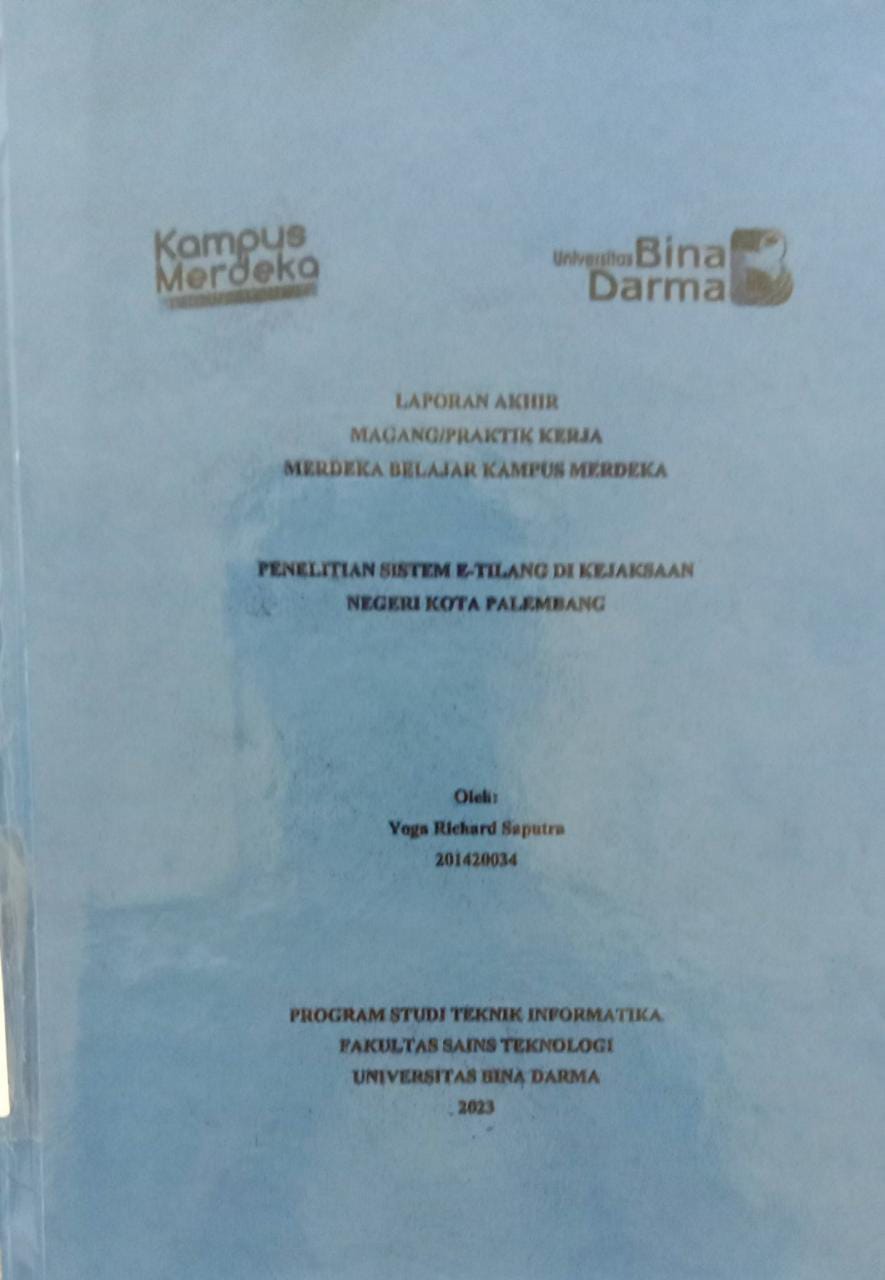 Kampus
Merdeka
Universitas Bina
Darma
LAPORAN AKHIR
MAGANG/PRAKTIK KERJA
MERDEKA BELAJAR KAMPUS MERDEKA
PENELITIAN SISTEM E-TILANG DI KEJAKSAAN
NEGERI KOTA PALEMBANG
Oleh:
Yoga Richard Saputra
201420034
PROGRAM STUDI TEKNIK INFORMATIKA
FAKULTAS SAINS TEKNOLOGI
UNIVERSITAS BINA DARMA
2023